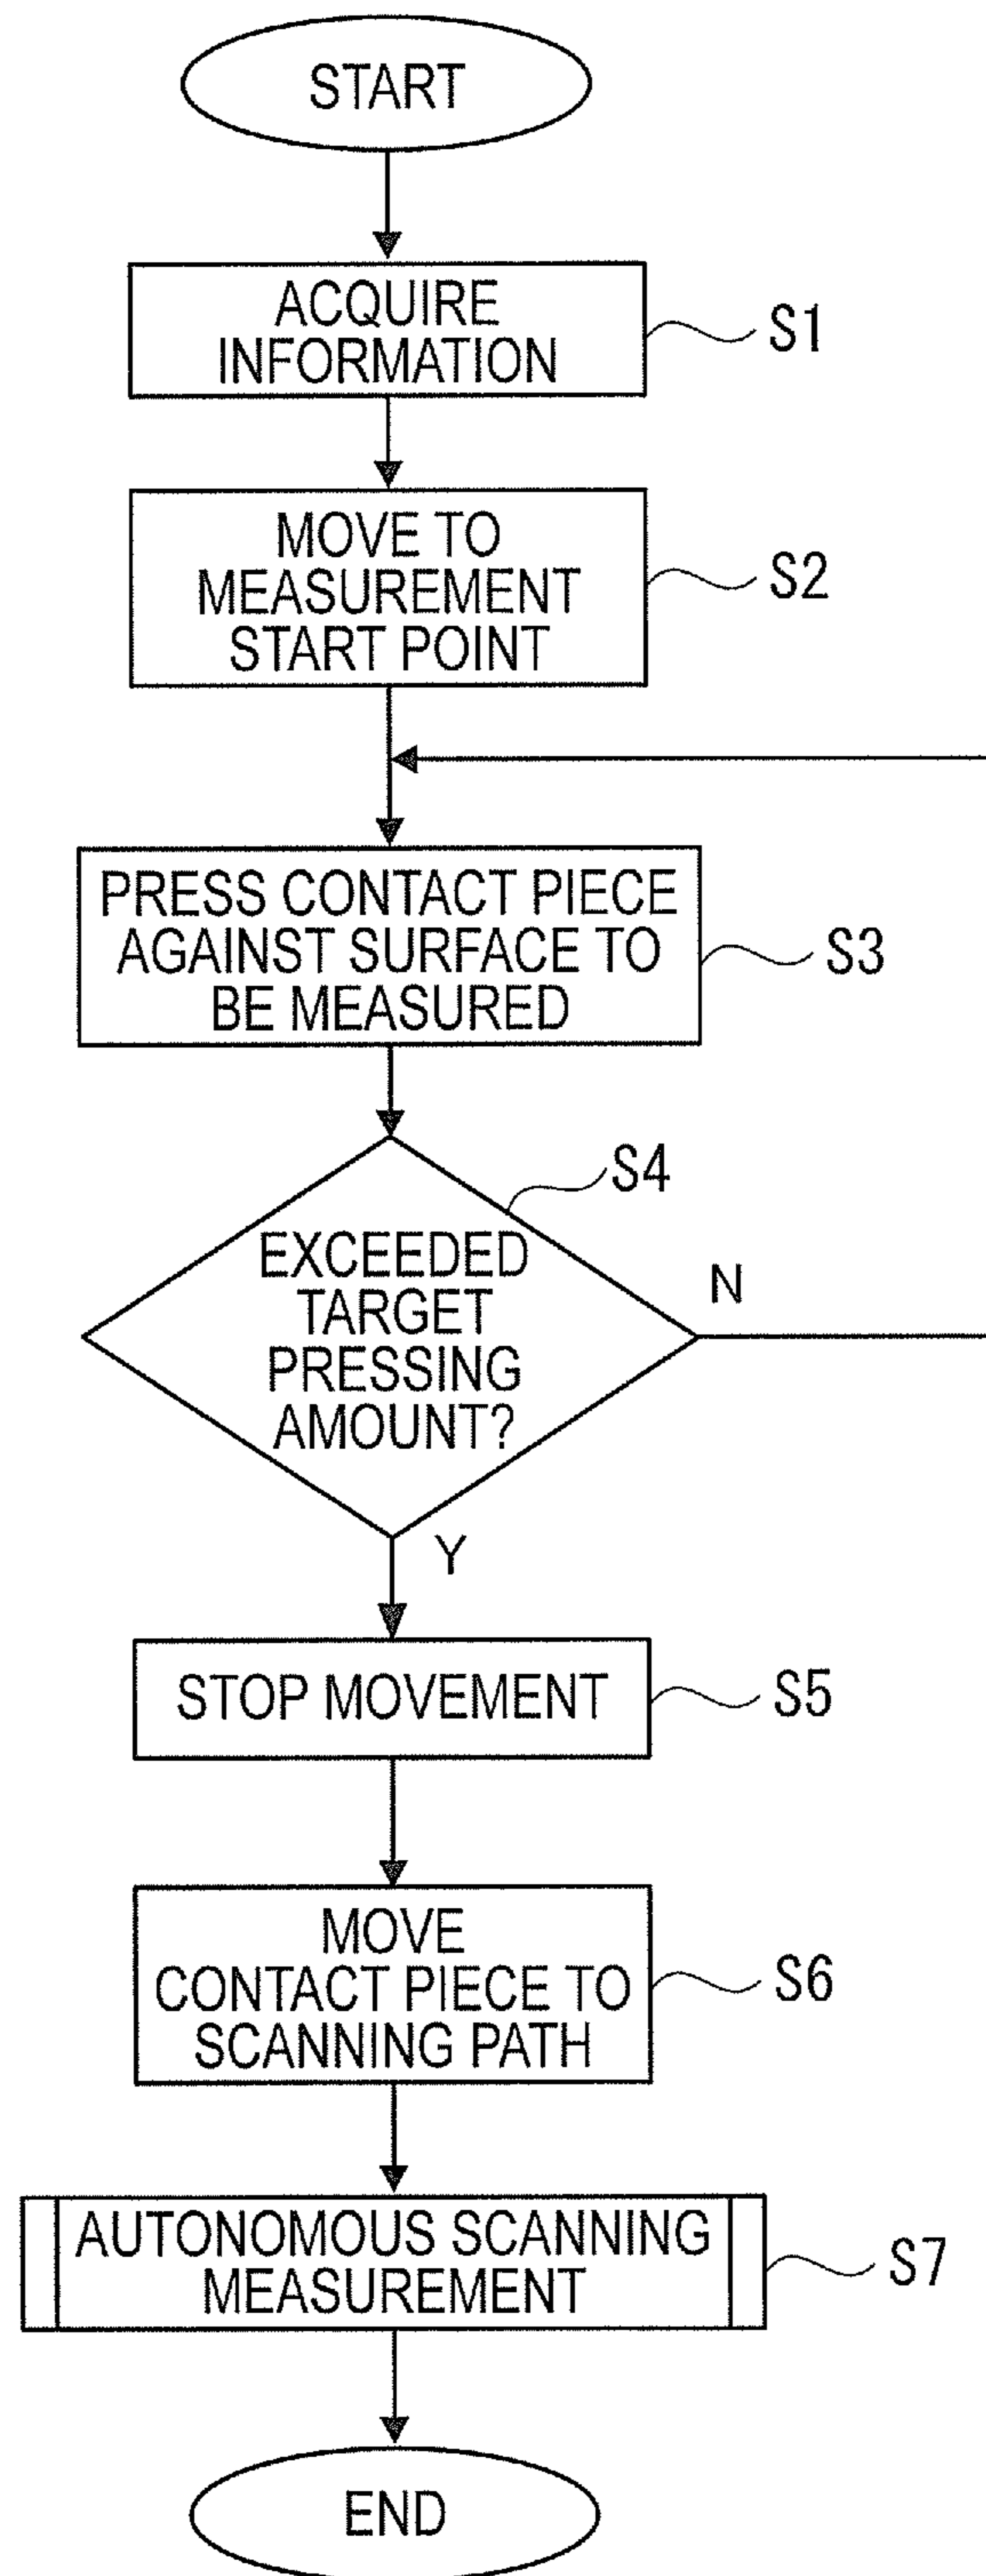 START
ACQUIRE
INFORMATION
S1
MOVE TO
MEASUREMENT
START POINT
S2
PRESS CONTACT PIECE
AGAINST SURFACE TO
BE MEASURED
S3
S4
EXCEEDED
TARGET
PRESSING
AMOUNT?
N
Y
STOP MOVEMENT
S5
MOVE
CONTACT PIECE TO
SCANNING PATH
S6
AUTONOMOUS SCANNING
MEASUREMENT
S7
END